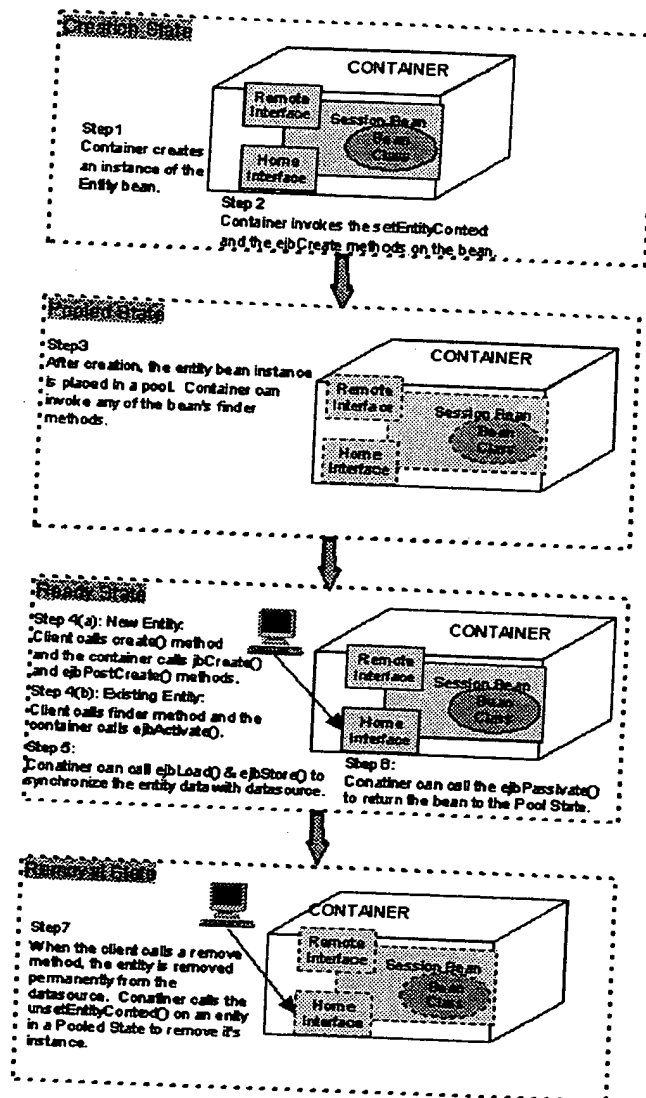 Creation State
CONTAINER
Remote
Interface
Session Bean
Bean
Class
Home
Interface
Step1
Container creates
an instance of the
Entity bean.
Step 2
Container invokes the setEntityContext
and the ejbCreate methods on the bean.
Pooled State
Step3
After creation, the entity bean instance
is placed in a pool. Container can
invoke any of the bean's finder
methods.
CONTAINER
Remote
Interface
Session Bean
Bean
Class
Home
Interface
Ready State
Step 4(a): New Entity:
Client calls create() method
and the container calls jbCreate()
and ejbPostCreate() methods.
Step 4(b): Existing Entity:
Client calls finder method and the
container calls ejbActivate().
Step 5:
Conatiner can call ejbLoad() & ejbStore() to
synchronize the entity data with datasource.
CONTAINER
Remote
Interface
Session Bean
Bean
Class
Home
Interface
Step 6:
Conatiner can call the ejbPassivate()
to return the bean to the Pool State.
Removal State
Step7
When the client calls a remove
method, the entity is removed
permanently from the
datasource. Conatiner calls the
unsetEntityContext() on an enity
in a Pooled State to remove it's
instance.
CONTAINER
Remote
Interface
Session Bean
Bean
Class
Home
Interface